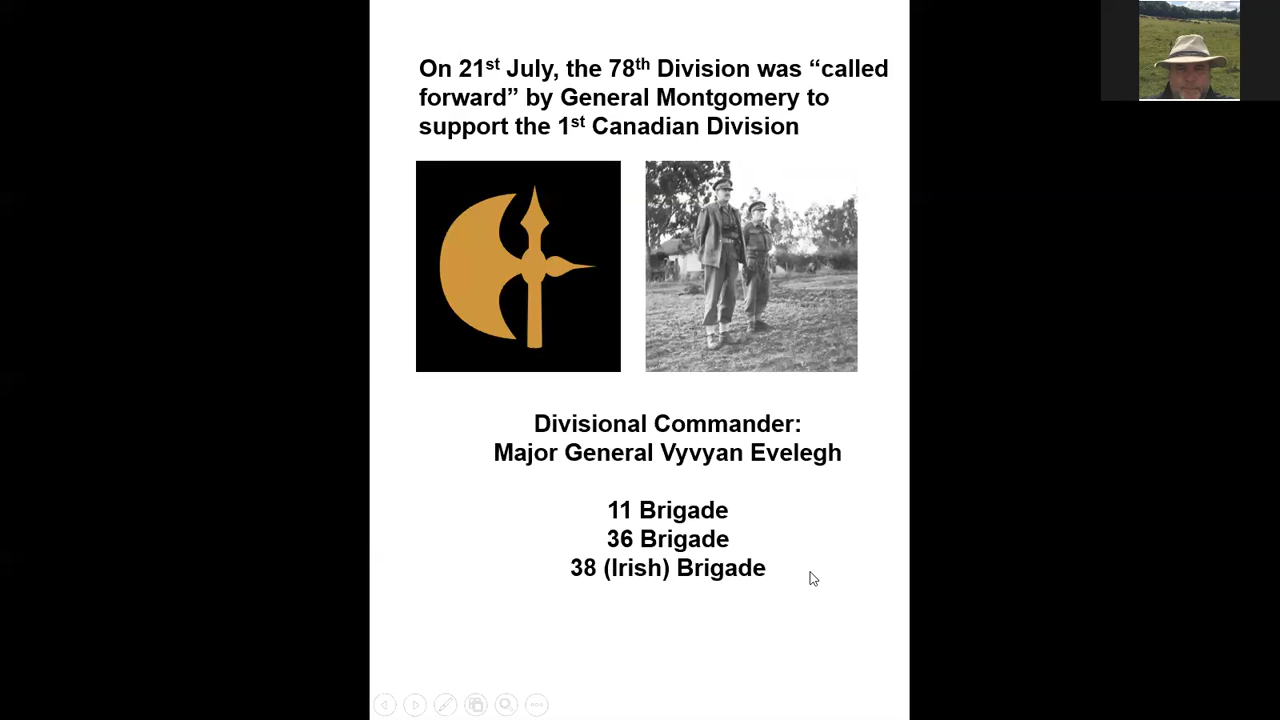 On 21st July, the 78th Division was “called
forward” by General Montgomery to
support the 1st Canadian Division
Divisional Commander:
Major General Vyvyan Evelegh
11 Brigade
36 Brigade
38 (Irish) Brigade